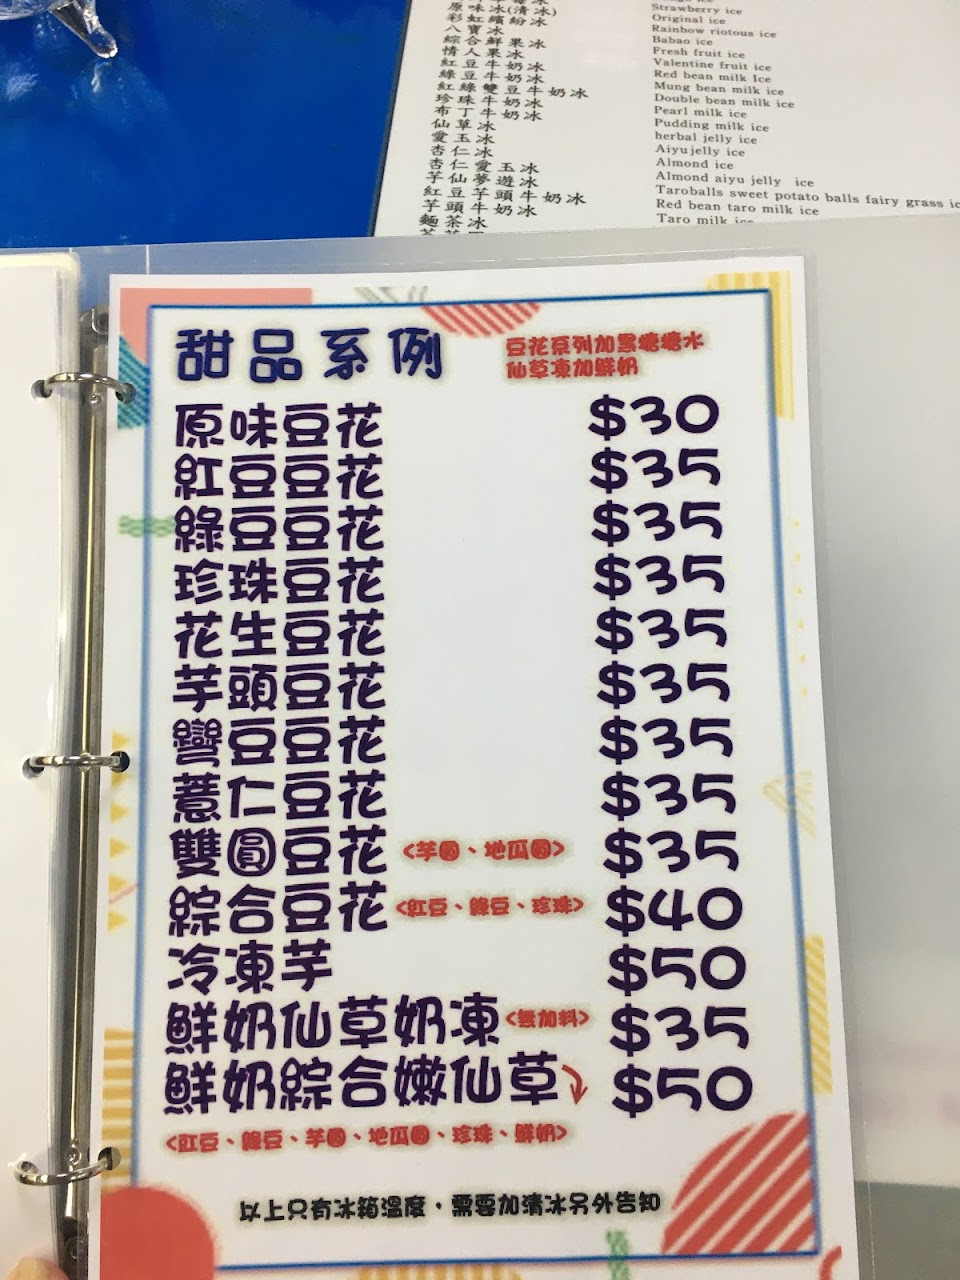 Strawberry ice
原味冰(清冰)
Original ice
彩虹繽紛冰
Rainbow riotous ice
八寶冰
Babao ice
綜合鮮果冰
Fresh fruit ice
情人果冰
Valentine fruit ice
紅豆牛奶冰
Red bean milk Ice
綠豆牛奶冰
Mung bean milk ice
紅綠雙豆牛奶冰
Double bean milk ice
珍珠牛奶冰
Pearl milk ice
布丁牛奶冰
Pudding milk ice
仙草冰
herbal jelly ice
愛玉冰
Aiyu jelly ice
杏仁冰
Almond ice
杏仁愛玉冰
Almond aiyu jelly ice
芋仙夢遊冰
Taroballs sweet potato balls fairy grass
紅豆芋頭牛奶冰
Red bean taro milk ice
芋頭牛奶冰
Taro milk ice
麵茶冰
甜品系例
豆花系列加黑糖糖水
仙草凍加鮮奶
原味豆花 $30
紅豆豆花 $35
綠豆豆花 $35
珍珠豆花 $35
花生豆花 $35
芋頭豆花 $35
彎豆豆花 $35
薏仁豆花 $35
雙圓豆花 <芋圓、地瓜圓> $35
綜合豆花 <紅豆、綠豆、珍珠> $40
冷凍芋 $50
鮮奶仙草奶凍 <無加料> $35
鮮奶綜合嫩仙草 $50
<紅豆、綠豆、芋圓、地瓜圓、珍珠、鮮奶>
以上只有冰箱溫度，需要加清冰另外告知